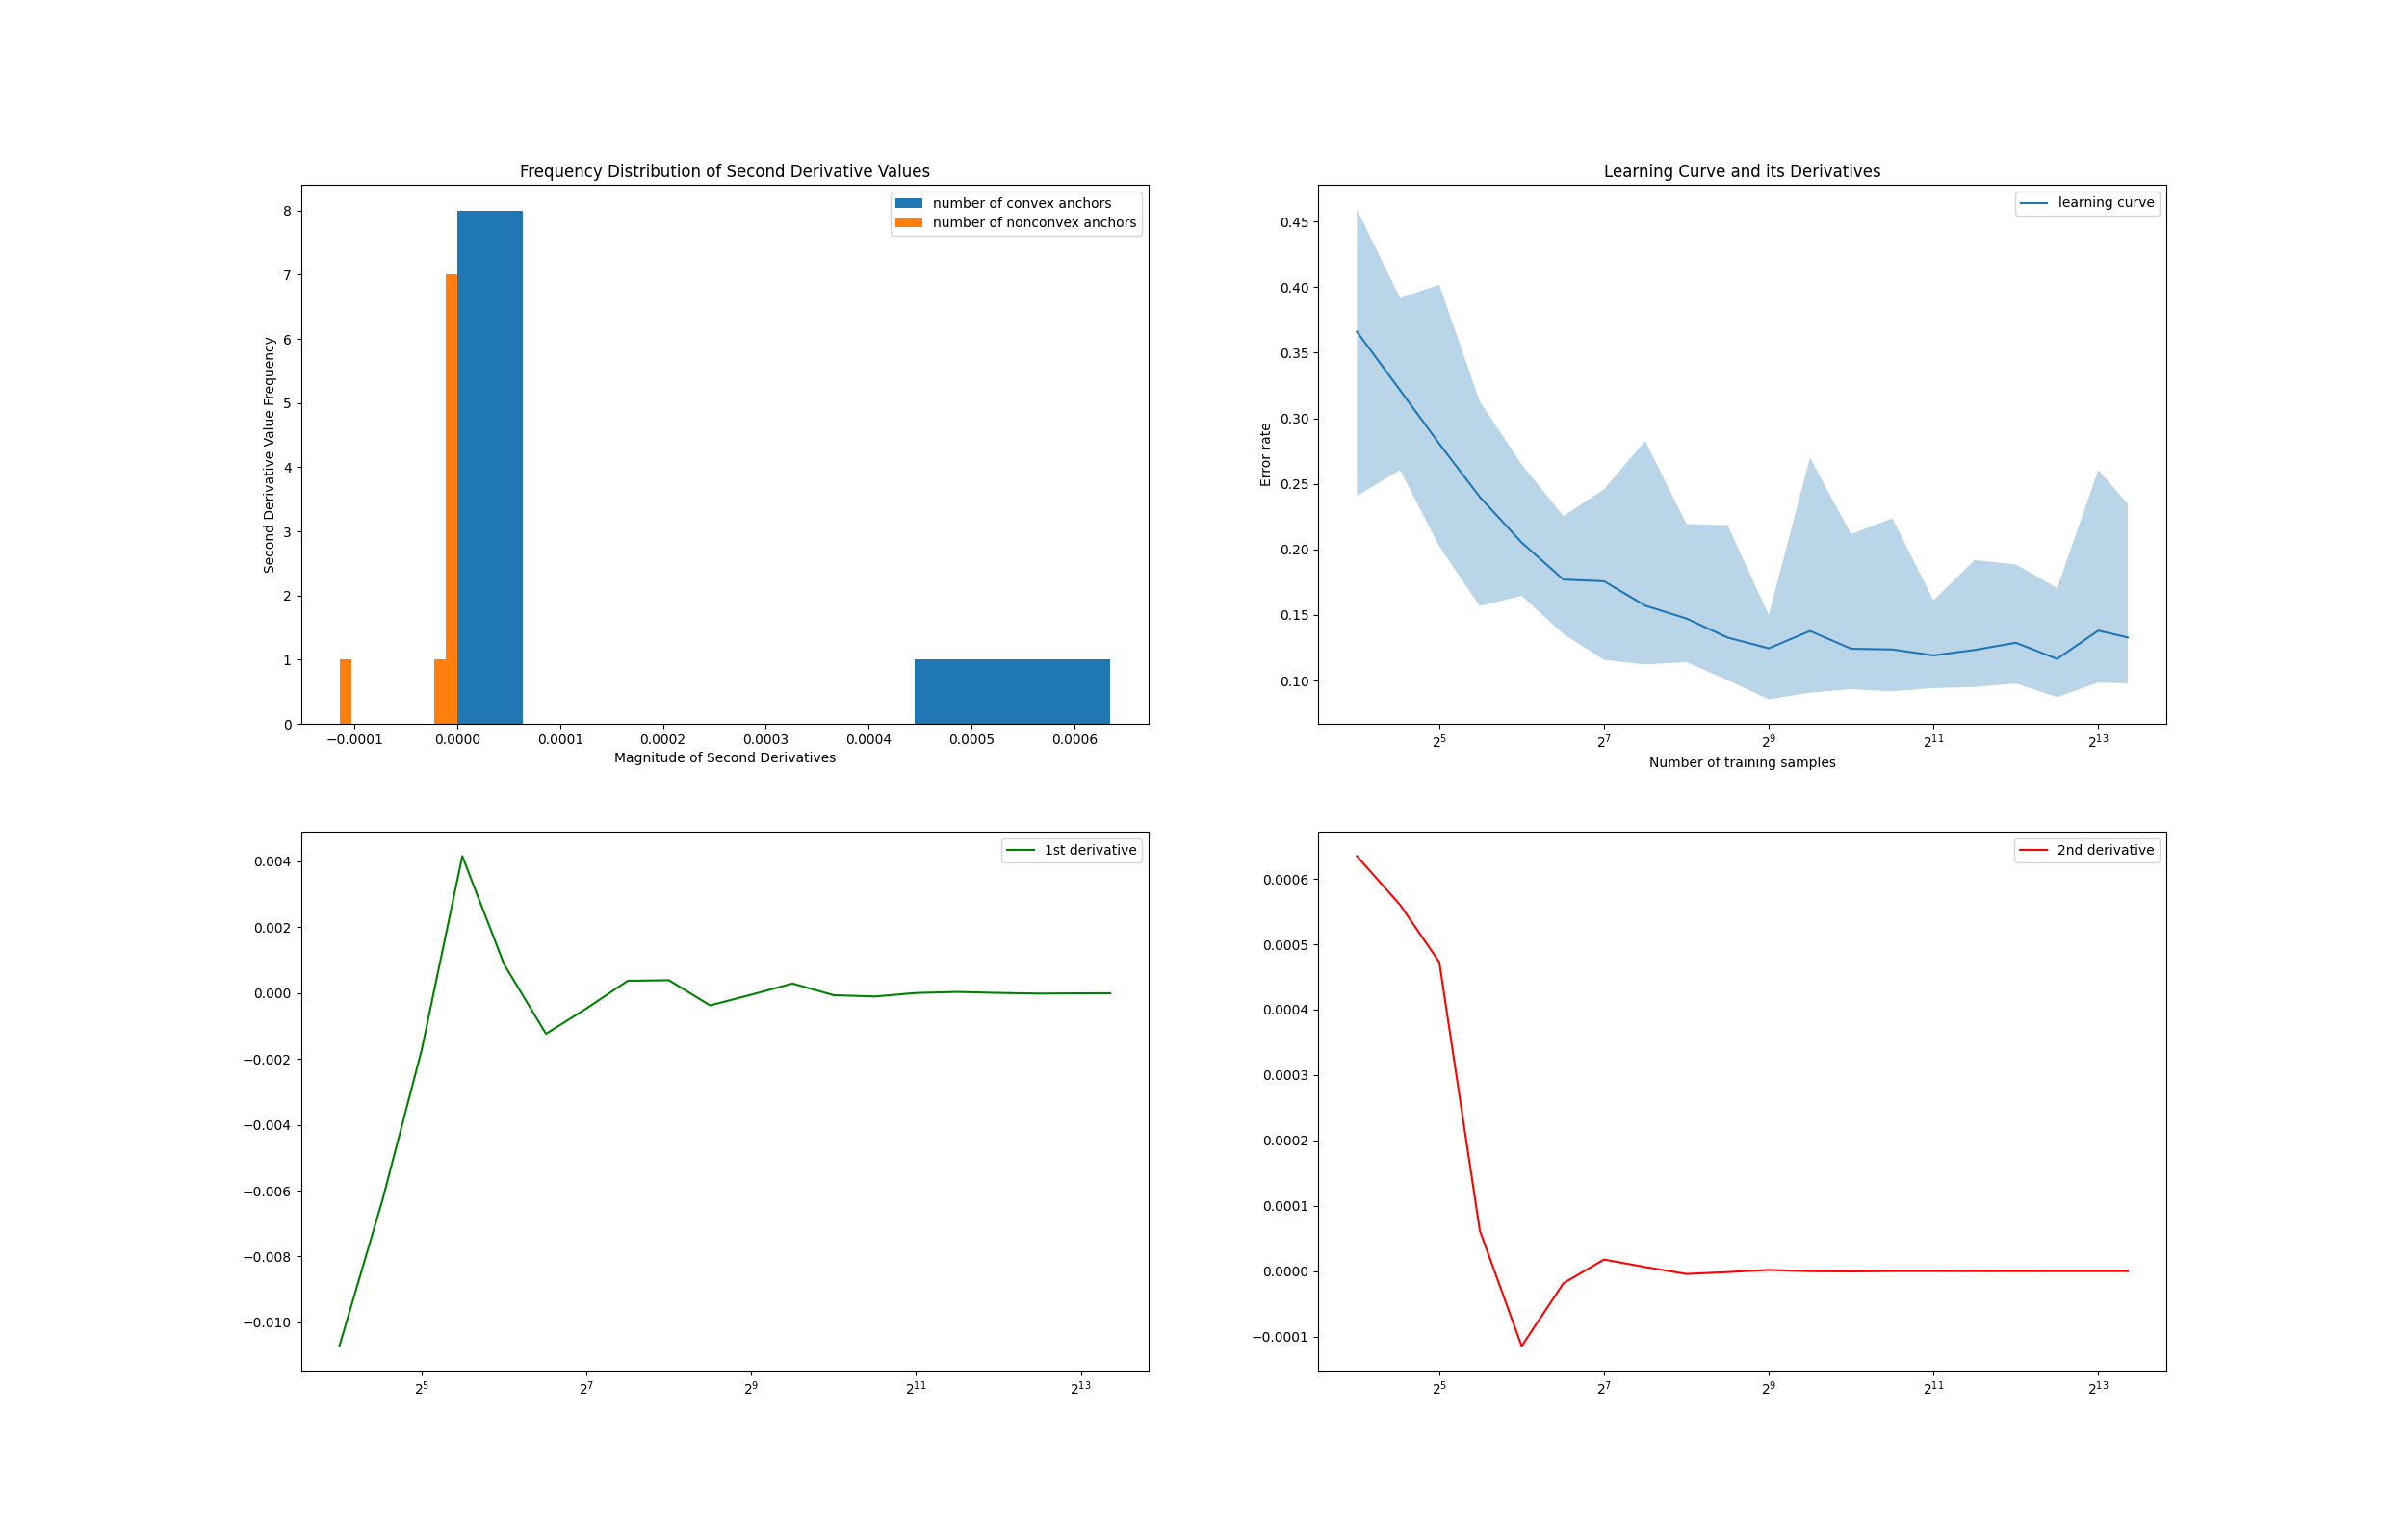 Frequency Distribution of Second Derivative Values
number of convex anchors
number of nonconvex anchors
Second Derivative Value Frequency
8
7
6
5
4
3
2
1
0
−0.0001 0.0000 0.0001 0.0002 0.0003 0.0004 0.0005 0.0006
Magnitude of Second Derivatives
Learning Curve and its Derivatives
learning curve
Error rate
0.45
0.40
0.35
0.30
0.25
0.20
0.15
0.10
2^5 2^7 2^9 2^11 2^13
Number of training samples
1st derivative
0.004
0.002
0.000
−0.002
−0.004
−0.006
−0.008
−0.010
2^5 2^7 2^9 2^11 2^13
2nd derivative
0.0006
0.0005
0.0004
0.0003
0.0002
0.0001
0.0000
−0.0001
2^5 2^7 2^9 2^11 2^13